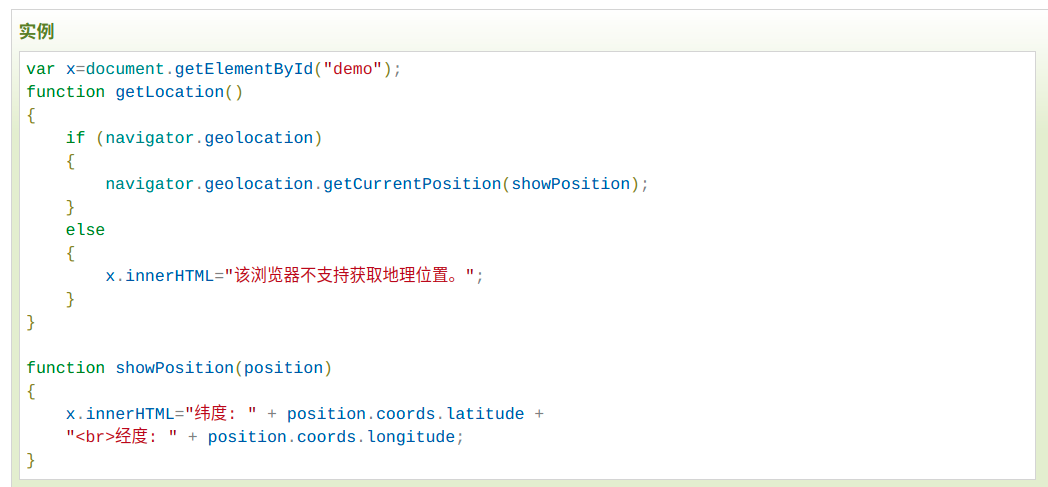 实例
var x=document.getElementById("demo");
function getLocation()
{
    if (navigator.geolocation)
    {
        navigator.geolocation.getCurrentPosition(showPosition);
    }
    else
    {
        x.innerHTML="该浏览器不支持获取地理位置。";
    }
}

function showPosition(position)
{
    x.innerHTML="纬度: " + position.coords.latitude +
    "<br>经度: " + position.coords.longitude;
}